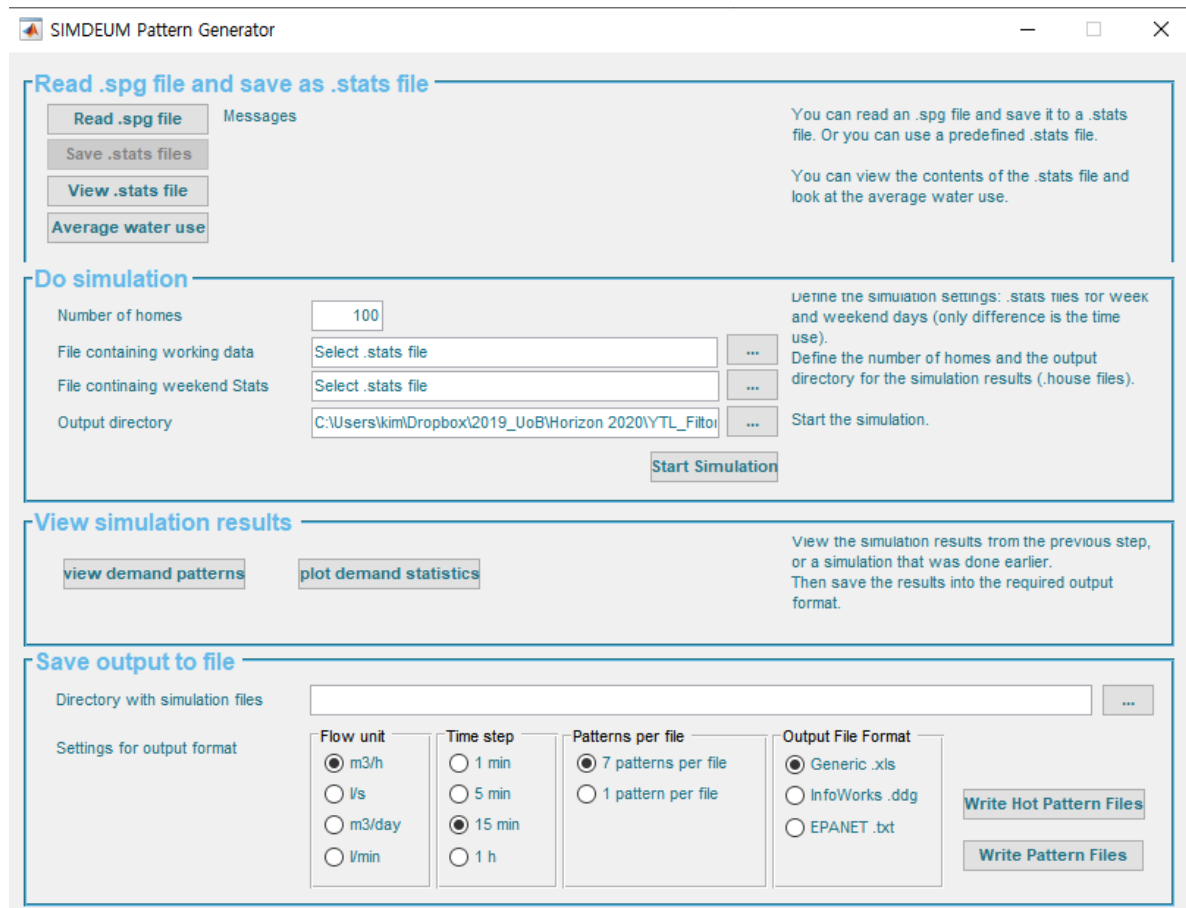 SIMDEUM Pattern Generator
Read .spg file and save as .stats file
Read .spg file
Messages
Save .stats files
View .stats file
Average water use
You can read an .spg file and save it to a .stats
file. Or you can use a predefined .stats file.
You can view the contents of the .stats file and
look at the average water use.
Do simulation
Number of homes
100
File containing working data
Select .stats file
...
File continaing weekend Stats
Select .stats file
...
Output directory
C:\Users\kim\Dropbox\2019_UoB\Horizon 2020\YTL_Filto
...
Start Simulation
Define the simulation settings: .stats files for week
and weekend days (only difference is the time
use).
Define the number of homes and the output
directory for the simulation results (.house files).
Start the simulation.
View simulation results
view demand patterns
plot demand statistics
View the simulation results from the previous step,
or a simulation that was done earlier.
Then save the results into the required output
format.
Save output to file
Directory with simulation files
...
Settings for output format
Flow unit
m3/h
l/s
m3/day
l/min
Time step
1 min
5 min
15 min
1 h
Patterns per file
7 patterns per file
1 pattern per file
Output File Format
Generic .xls
InfoWorks .ddg
EPANET .txt
Write Hot Pattern Files
Write Pattern Files